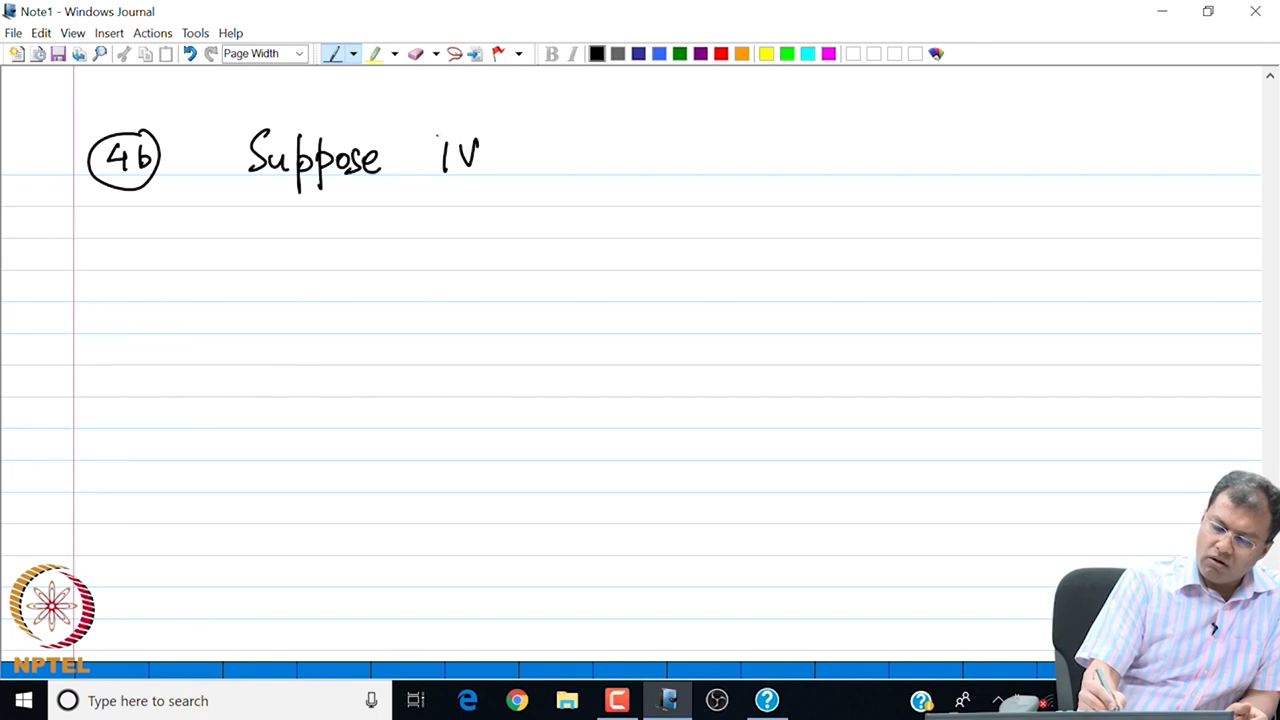 Note1 - Windows Journal
File Edit View Insert Actions Tools Help
Page Width B I
4b Suppose iv
NPTEL
Type here to search